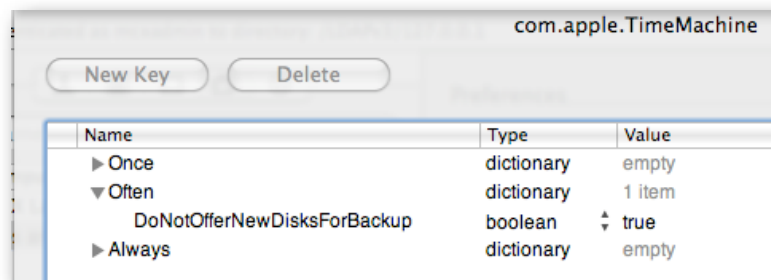 com.apple.TimeMachine
New Key Delete
Name Type Value
Once dictionary empty
Often dictionary 1 item
DoNotOfferNewDisksForBackup boolean true
Always dictionary empty